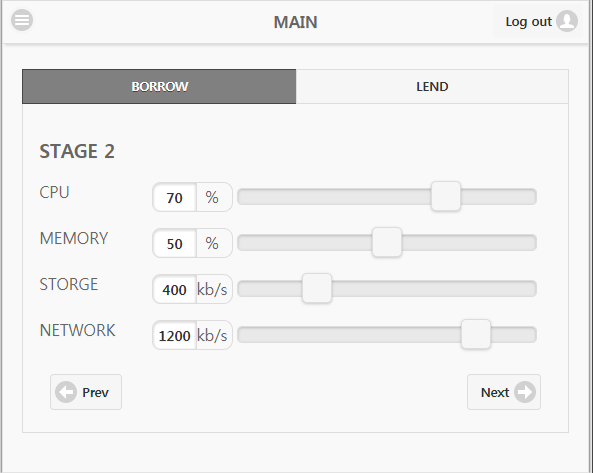 MAIN
Log out
BORROW LEND
STAGE 2
CPU 70 %
MEMORY 50 %
STORGE 400 kb/s
NETWORK 1200 kb/s
Prev Next